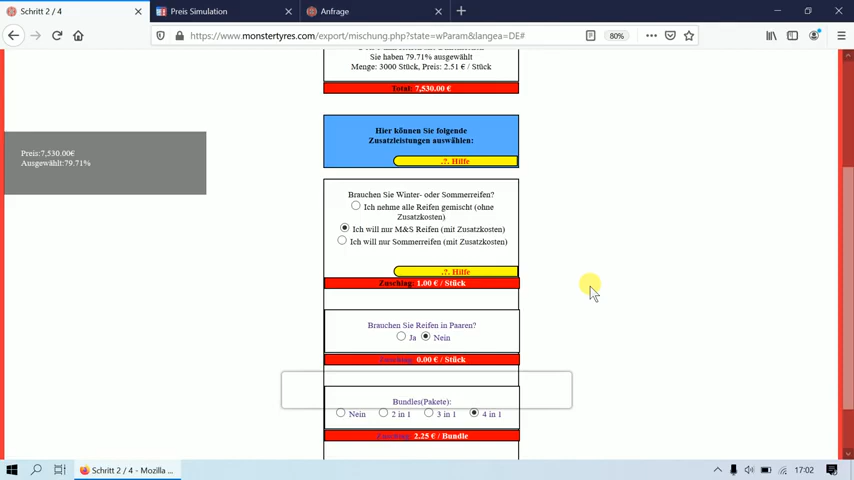 Schritt 2 / 4
Preis Simulation
Anfrage
https://www.monstertyres.com/export/mischung.php?state=wParam&langea=DE#
80%
Sie haben 79.71% ausgewählt
Menge: 3000 Stück, Preis: 2.51 € / Stück
Total: 7,530.00 €
Hier können Sie folgende
Zusatzleistungen auswählen:
.?. Hilfe
Preis:7,530.00€
Ausgewählt:79.71%
Brauchen Sie Winter- oder Sommerreifen?
Ich nehme alle Reifen gemischt (ohne
Zusatzkosten)
Ich will nur M&S Reifen (mit Zusatzkosten)
Ich will nur Sommerreifen (mit Zusatzkosten)
.?. Hilfe
Zuschlag: 1.00 € / Stück
Brauchen Sie Reifen in Paaren?
Ja Nein
Zuschlag: 0.00 € / Stück
Bundles(Pakete):
Nein 2 in 1 3 in 1 4 in 1
Zuschlag: 2.25 € / Bundle
Schritt 2 / 4 - Mozilla ...
17:02